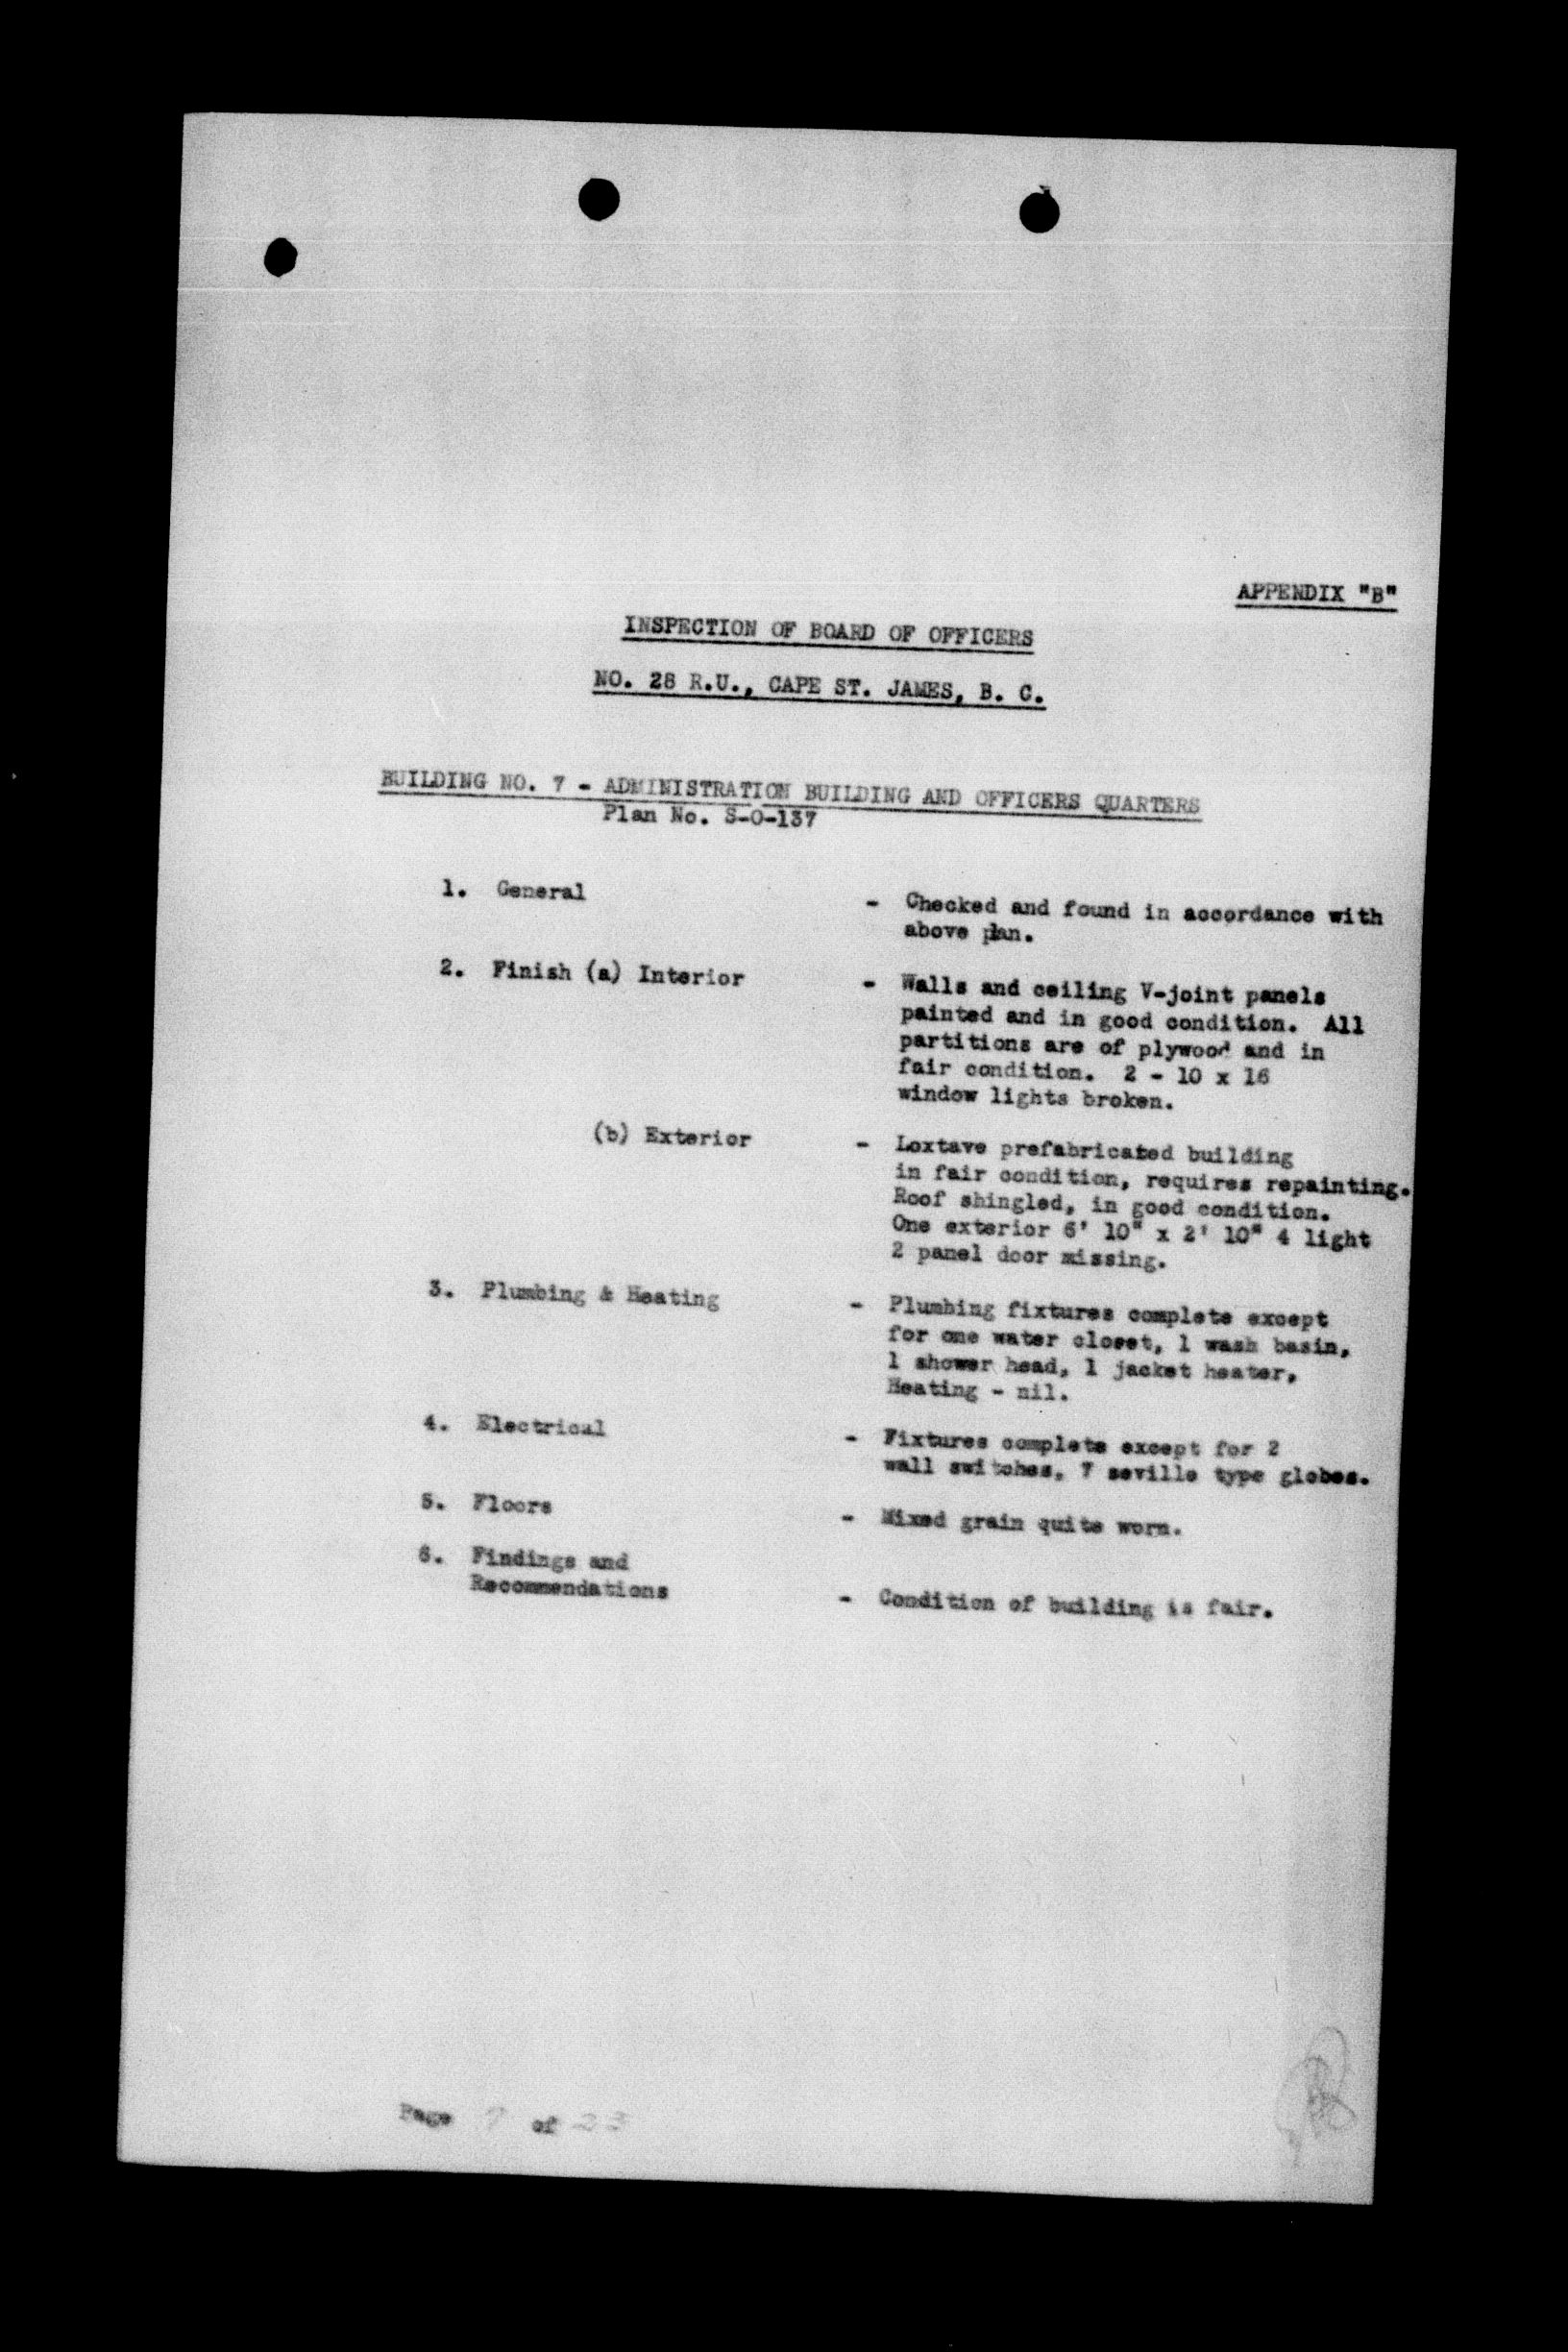 APPENDIX "B"
INSPECTION OF BOARD OF OFFICERS
NO. 28 R.U., CAPE ST. JAMES, B. C.
BUILDING NO. 7 - ADMINISTRATION BUILDING AND OFFICERS QUARTERS
Plan No. S-O-137
1. General - Checked and found in accordance with
above plan.
2. Finish (a) Interior - Walls and ceiling V-joint panels
painted and in good condition. All
partitions are of plywood and in
fair condition. 2 - 10 x 16
window lights broken.
(b) Exterior - Loxtave prefabricated building
in fair condition, requires repainting.
Roof shingled, in good condition.
One exterior 6' 10" x 2' 10" 4 light
2 panel door missing.
3. Plumbing & Heating - Plumbing fixtures complete except
for one water closet, 1 wash basin,
1 shower head, 1 jacket heater,
Heating - nil.
4. Electrical - Fixtures complete except for 2
wall switches, 7 seville type globes.
5. Floors - Mixed grain quite worn.
6. Findings and
Recommendations - Condition of building is fair.
Page 7 of 23